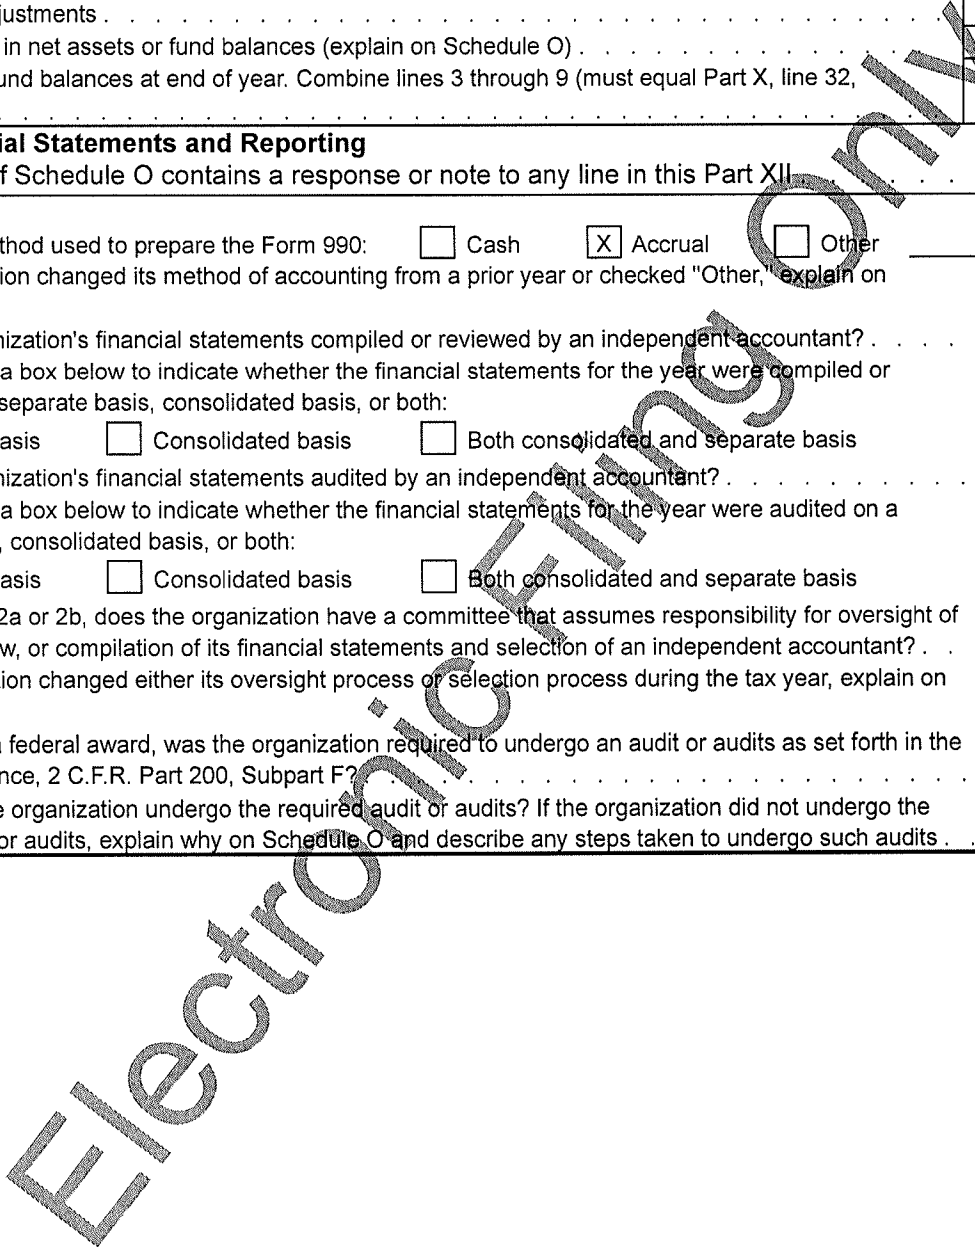 justments . . . . . . . . . . . . . . . . . . . . . . . . . .
in net assets or fund balances (explain on Schedule O) . . . . . . . . . . . .
und balances at end of year. Combine lines 3 through 9 (must equal Part X, line 32,
. . . . . . . . . . . . . . . . . . . . . . . . . . . . . .
ial Statements and Reporting
f Schedule O contains a response or note to any line in this Part XII . . . . .
thod used to prepare the Form 990: Cash X Accrual Other
ion changed its method of accounting from a prior year or checked "Other," explain on
nization's financial statements compiled or reviewed by an independent accountant? . . . .
a box below to indicate whether the financial statements for the year were compiled or
separate basis, consolidated basis, or both:
asis Consolidated basis Both consolidated and separate basis
nization's financial statements audited by an independent accountant? . . . . . . . . .
a box below to indicate whether the financial statements for the year were audited on a
, consolidated basis, or both:
asis Consolidated basis Both consolidated and separate basis
2a or 2b, does the organization have a committee that assumes responsibility for oversight of
w, or compilation of its financial statements and selection of an independent accountant? . .
ion changed either its oversight process or selection process during the tax year, explain on
a federal award, was the organization required to undergo an audit or audits as set forth in the
nce, 2 C.F.R. Part 200, Subpart F? . . . . . . . . . . . . . . . . . . . .
e organization undergo the required audit or audits? If the organization did not undergo the
or audits, explain why on Schedule O and describe any steps taken to undergo such audits . .
Electronic Filing Only